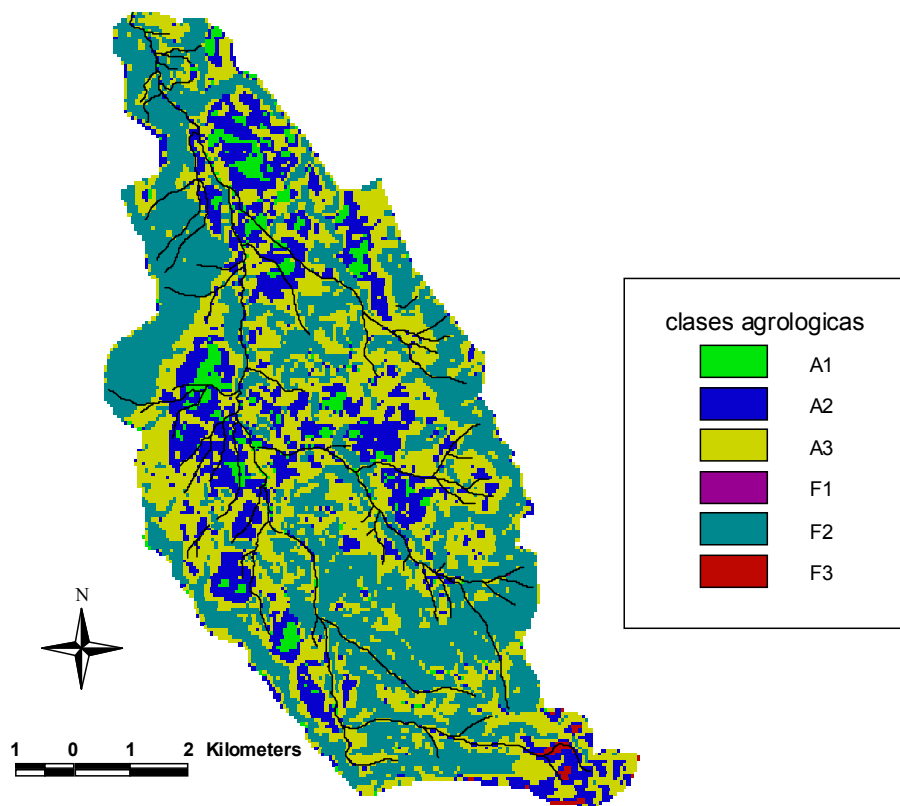 clases agrologicas
A1
A2
A3
F1
F2
F3
N
1 0 1 2 Kilometers